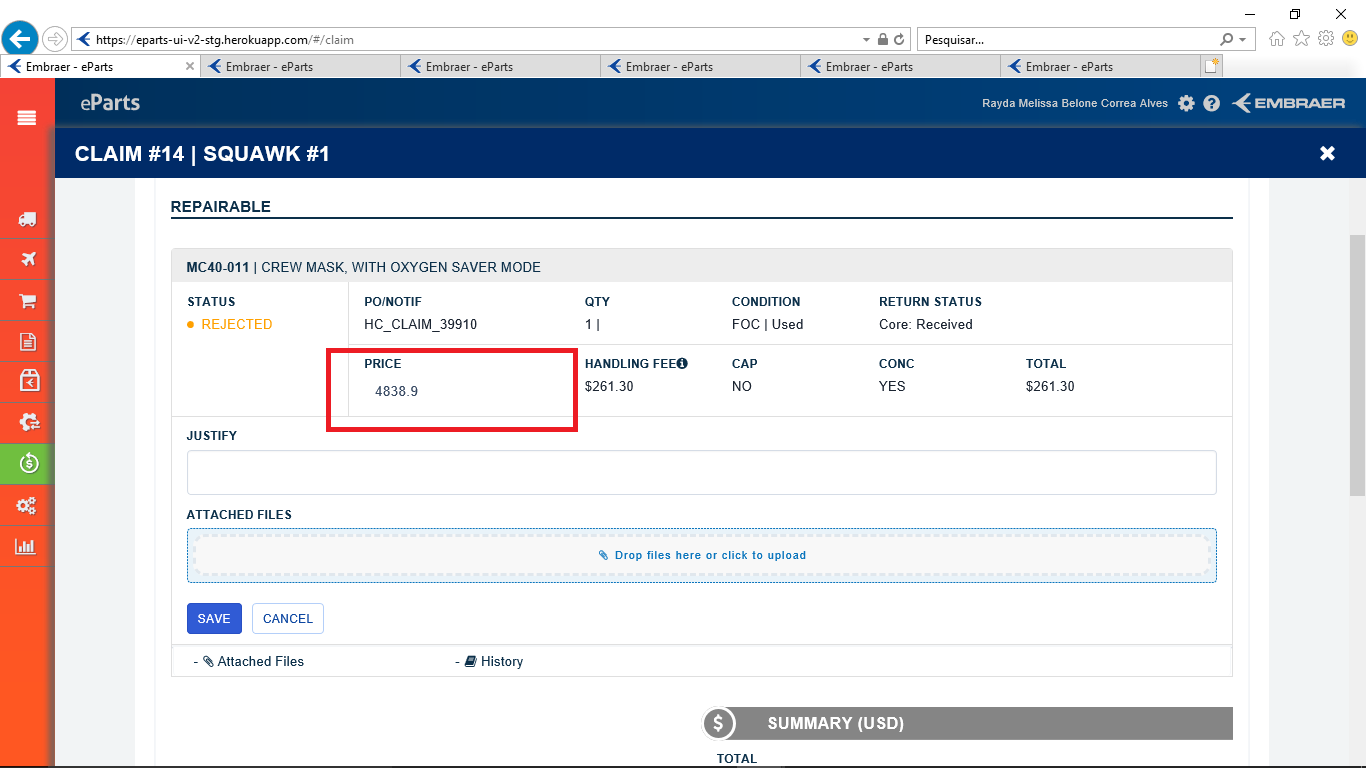 https://eparts-ui-v2-stg.herokuapp.com/#/claim
Pesquisar...
Embraer - eParts
Embraer - eParts
Embraer - eParts
Embraer - eParts
Embraer - eParts
Embraer - eParts
eParts
Rayda Melissa Belone Correa Alves
EMBRAER
CLAIM #14 | SQUAWK #1
REPAIRABLE
MC40-011 | CREW MASK, WITH OXYGEN SAVER MODE
STATUS PO/NOTIF QTY CONDITION RETURN STATUS
REJECTED HC_CLAIM_39910 1 | FOC | Used Core: Received
PRICE HANDLING FEE CAP CONC TOTAL
4838.9 $261.30 NO YES $261.30
JUSTIFY
ATTACHED FILES
Drop files here or click to upload
SAVE CANCEL
- Attached Files - History
$ SUMMARY (USD)
TOTAL